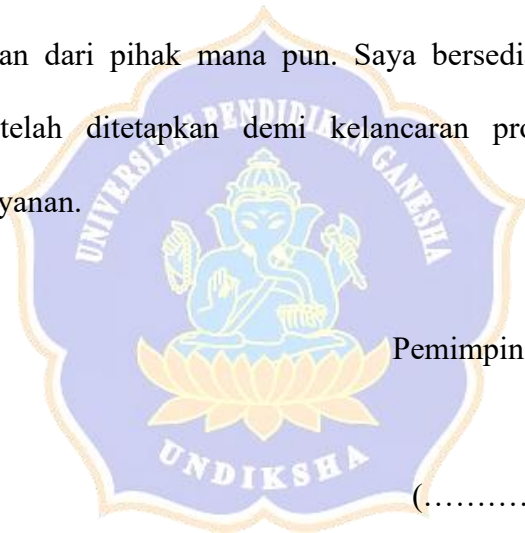 an dari pihak mana pun. Saya bersedi
telah ditetapkan demi kelancaran pro
yanan.
UNIVERSITAS PENDIDIKAN GANESHA
Pemimpin
UNDIKSHA
(…………